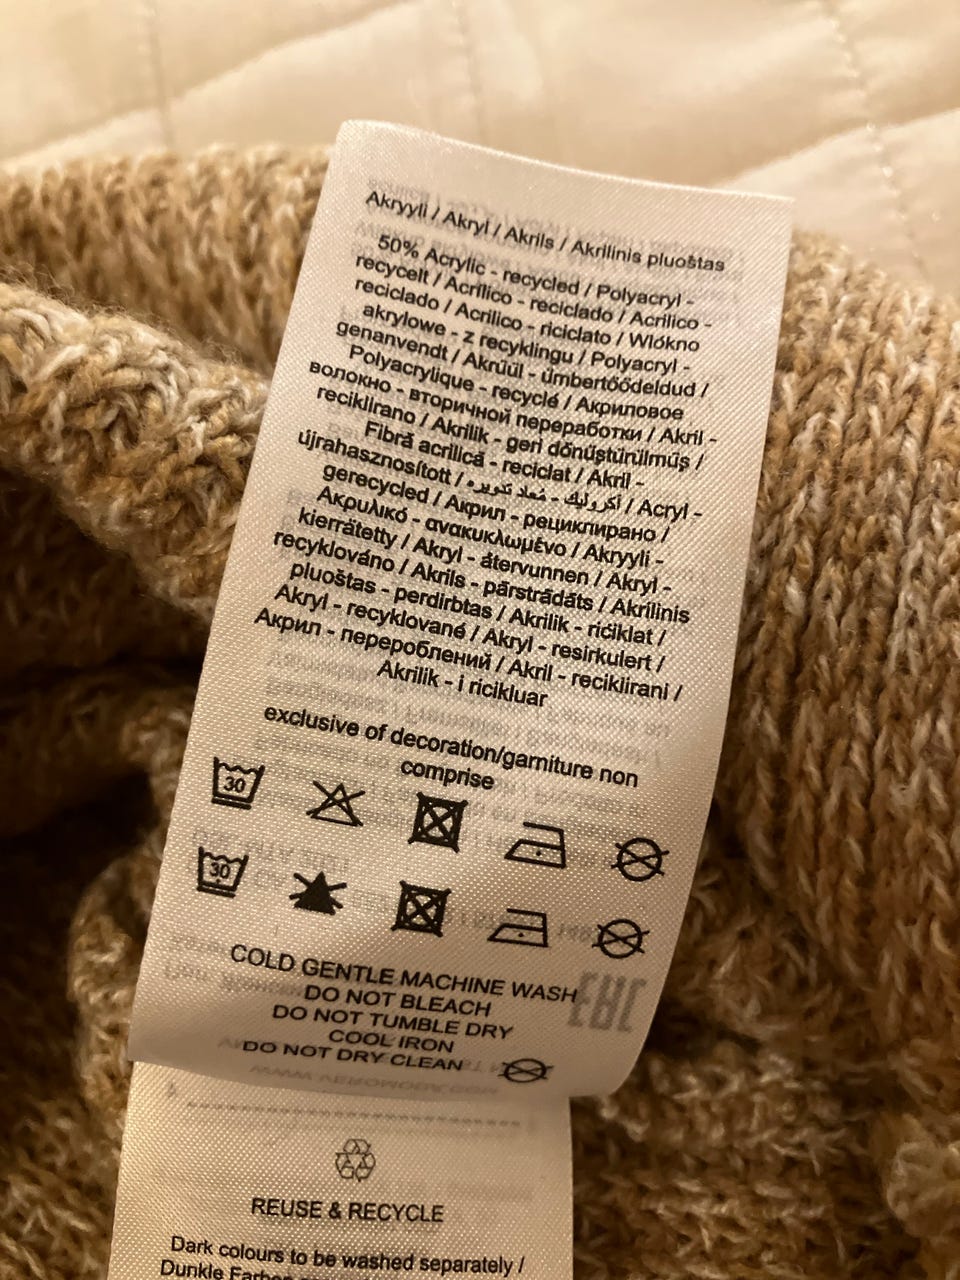 Akryyli / Akryl / Akrils / Akrilinis pluoštas
50% Acrylic - recycled / Polyacryl -
recycelt / Acrílico - reciclado / Acrilico -
reciclado / Acrilico - riciclato / Włókno
akrylowe - z recyklingu / Polyacryl -
genanvendt / Akrüül - ümbertöödeldud /
Polyacrylique - recyclé / Акриловое
волокно - вторичной переработки / Akril -
reciklirano / Akrilik - geri dönüştürülmüş /
Fibră acrilică - reciclat / Akril -
újrahasznosított / أكروليك - مُعاد تدويره / Acryl -
gerecycled / Акрил - рециклирано /
Ακρυλικό - ανακυκλωμένο / Akryyli -
kierrätetty / Akryl - återvunnen / Akryl -
recyklováno / Akrils - pārstrādāts / Akrilinis
pluoštas - perdirbtas / Akrilik - riċiklat /
Akryl - recyklované / Akryl - resirkulert /
Акрил - перероблений / Akril - reciklirani /
Akrilik - i ricikluar
exclusive of decoration/garniture non
comprise
30
30
COLD GENTLE MACHINE WASH
DO NOT BLEACH
DO NOT TUMBLE DRY
COOL IRON
DO NOT DRY CLEAN
REUSE & RECYCLE
Dark colours to be washed separately /
Dunkle Farben